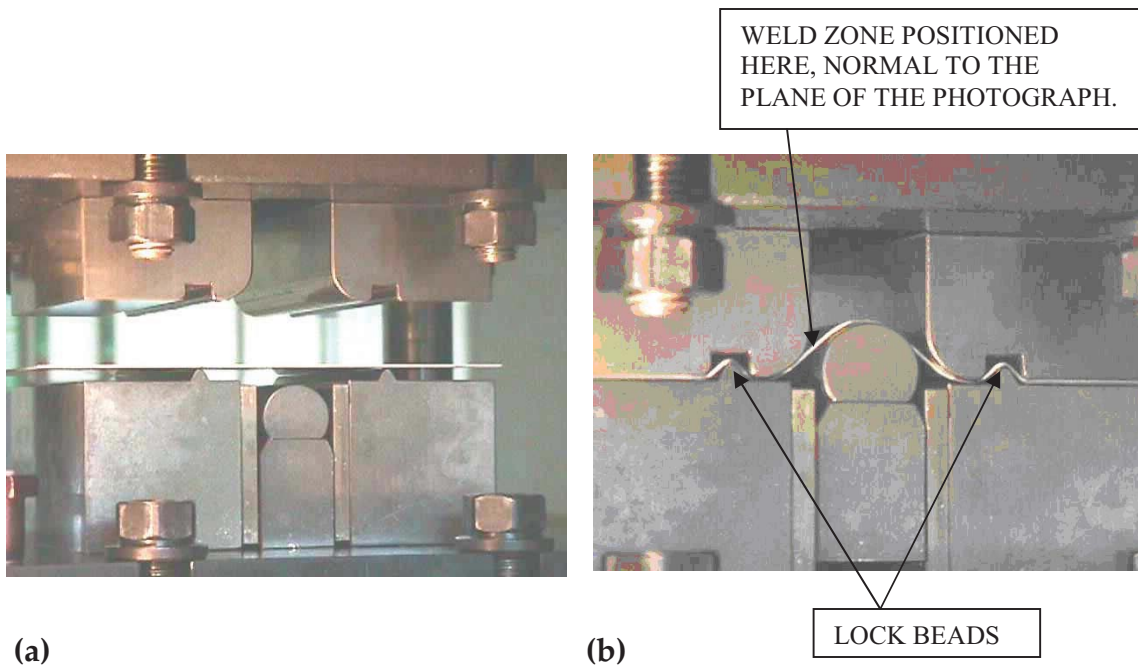 WELD ZONE POSITIONED
HERE, NORMAL TO THE
PLANE OF THE PHOTOGRAPH.
LOCK BEADS
(a)
(b)